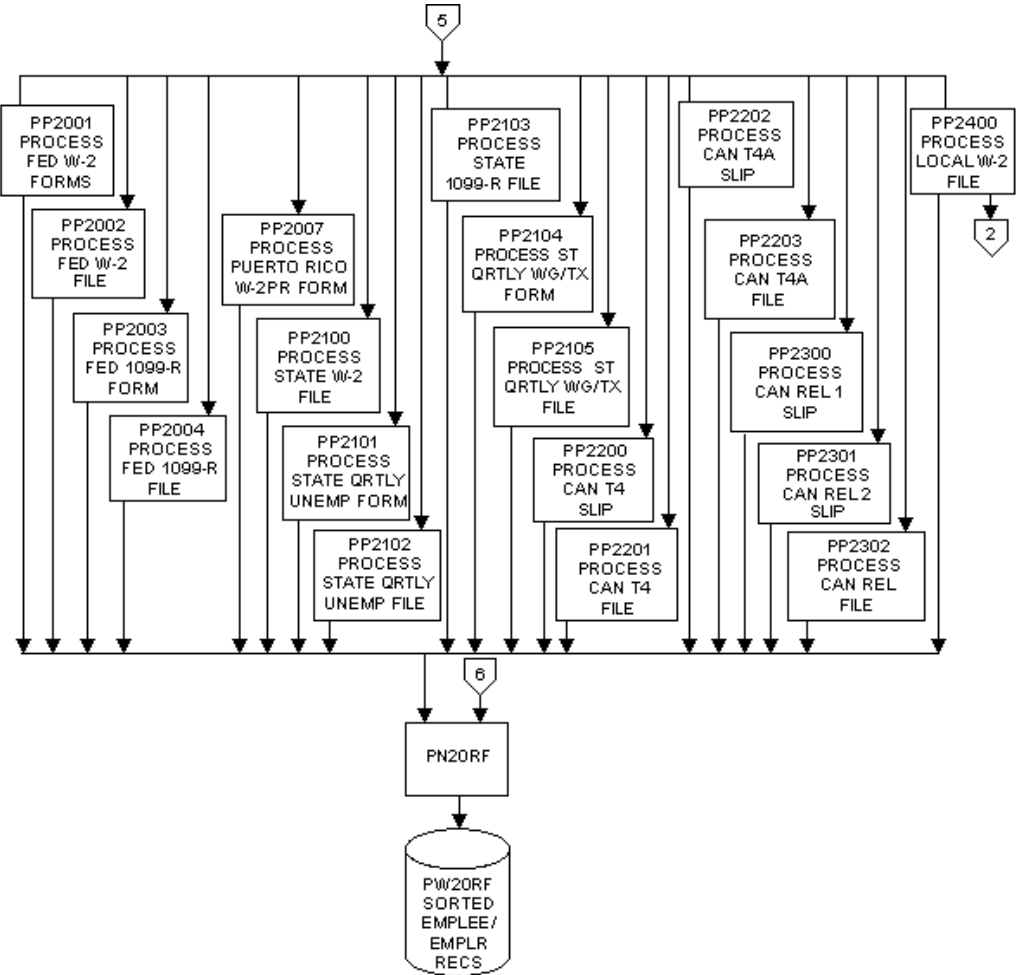 5
PP2001
PROCESS
FED W-2
FORMS
PP2002
PROCESS
FED W-2
FILE
PP2003
PROCESS
FED 1099-R
FORM
PP2004
PROCESS
FED 1099-R
FILE
PP2007
PROCESS
PUERTO RICO
W-2PR FORM
PP2100
PROCESS
STATE W-2
FILE
PP2101
PROCESS
STATE QRTLY
UNEMP FORM
PP2102
PROCESS
STATE QRTLY
UNEMP FILE
PP2103
PROCESS
STATE
1099-R FILE
PP2104
PROCESS ST
QRTLY WG/TX
FORM
PP2105
PROCESS ST
QRTLY WG/TX
FILE
PP2200
PROCESS
CAN T4
SLIP
PP2201
PROCESS
CAN T4
FILE
PP2202
PROCESS
CAN T4A
SLIP
PP2203
PROCESS
CAN T4A
FILE
PP2300
PROCESS
CAN REL 1
SLIP
PP2301
PROCESS
CAN REL 2
SLIP
PP2302
PROCESS
CAN REL
FILE
PP2400
PROCESS
LOCAL W-2
FILE
2
6
PN20RF
PW20RF
SORTED
EMPLEE/
EMPLR
RECS